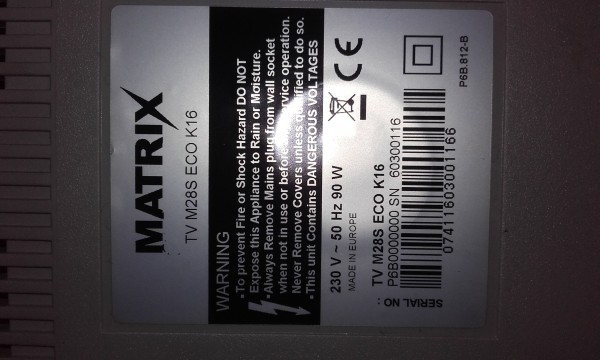 MATRIX
TV M28S ECO K16
WARNING
•To prevent Fire or Shock Hazard DO NOT
Expose this Appliance to Rain or Moisture.
•Always Remove Mains plug from wall socket
when not in use or before any service operation.
Never Remove Covers unless qualified to do so.
•This unit Contains DANGEROUS VOLTAGES
230 V ~ 50 Hz 90 W
MADE IN EUROPE
CE
TV M28S ECO K16
P6B0000000 SN 60300116
074111603001166
SERIAL NO :
P6B.812-B